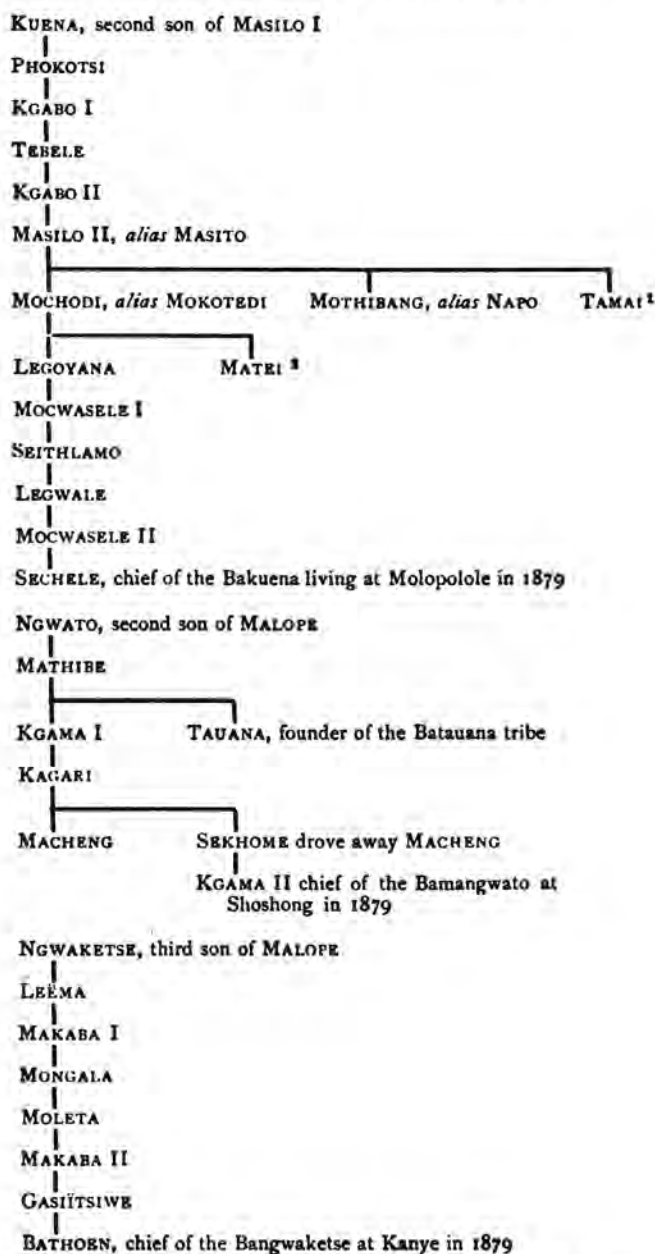 KUENA, second son of MASILO I
PHOKOTSI
KGABO I
TEBELE
KGABO II
MASILO II, alias MASITO
MOCHODI, alias MOKOTEDI MOTHIBANG, alias NAPO TAMAI¹
LEGOYANA MATEI ²
MOCWASELE I
SEITHLAMO
LEGWALE
MOCWASELE II
SECHELE, chief of the Bakuena living at Molopolole in 1879
NGWATO, second son of MALOPE
MATHIBE
KGAMA I TAUANA, founder of the Batauana tribe
KAGARI
MACHENG SEKHOME drove away MACHENG
KGAMA II chief of the Bamangwato at
Shoshong in 1879
NGWAKETSE, third son of MALOPE
LEËMA
MAKABA I
MONGALA
MOLETA
MAKABA II
GASIÏTSIWE
BATHOEN, chief of the Bangwaketse at Kanye in 1879